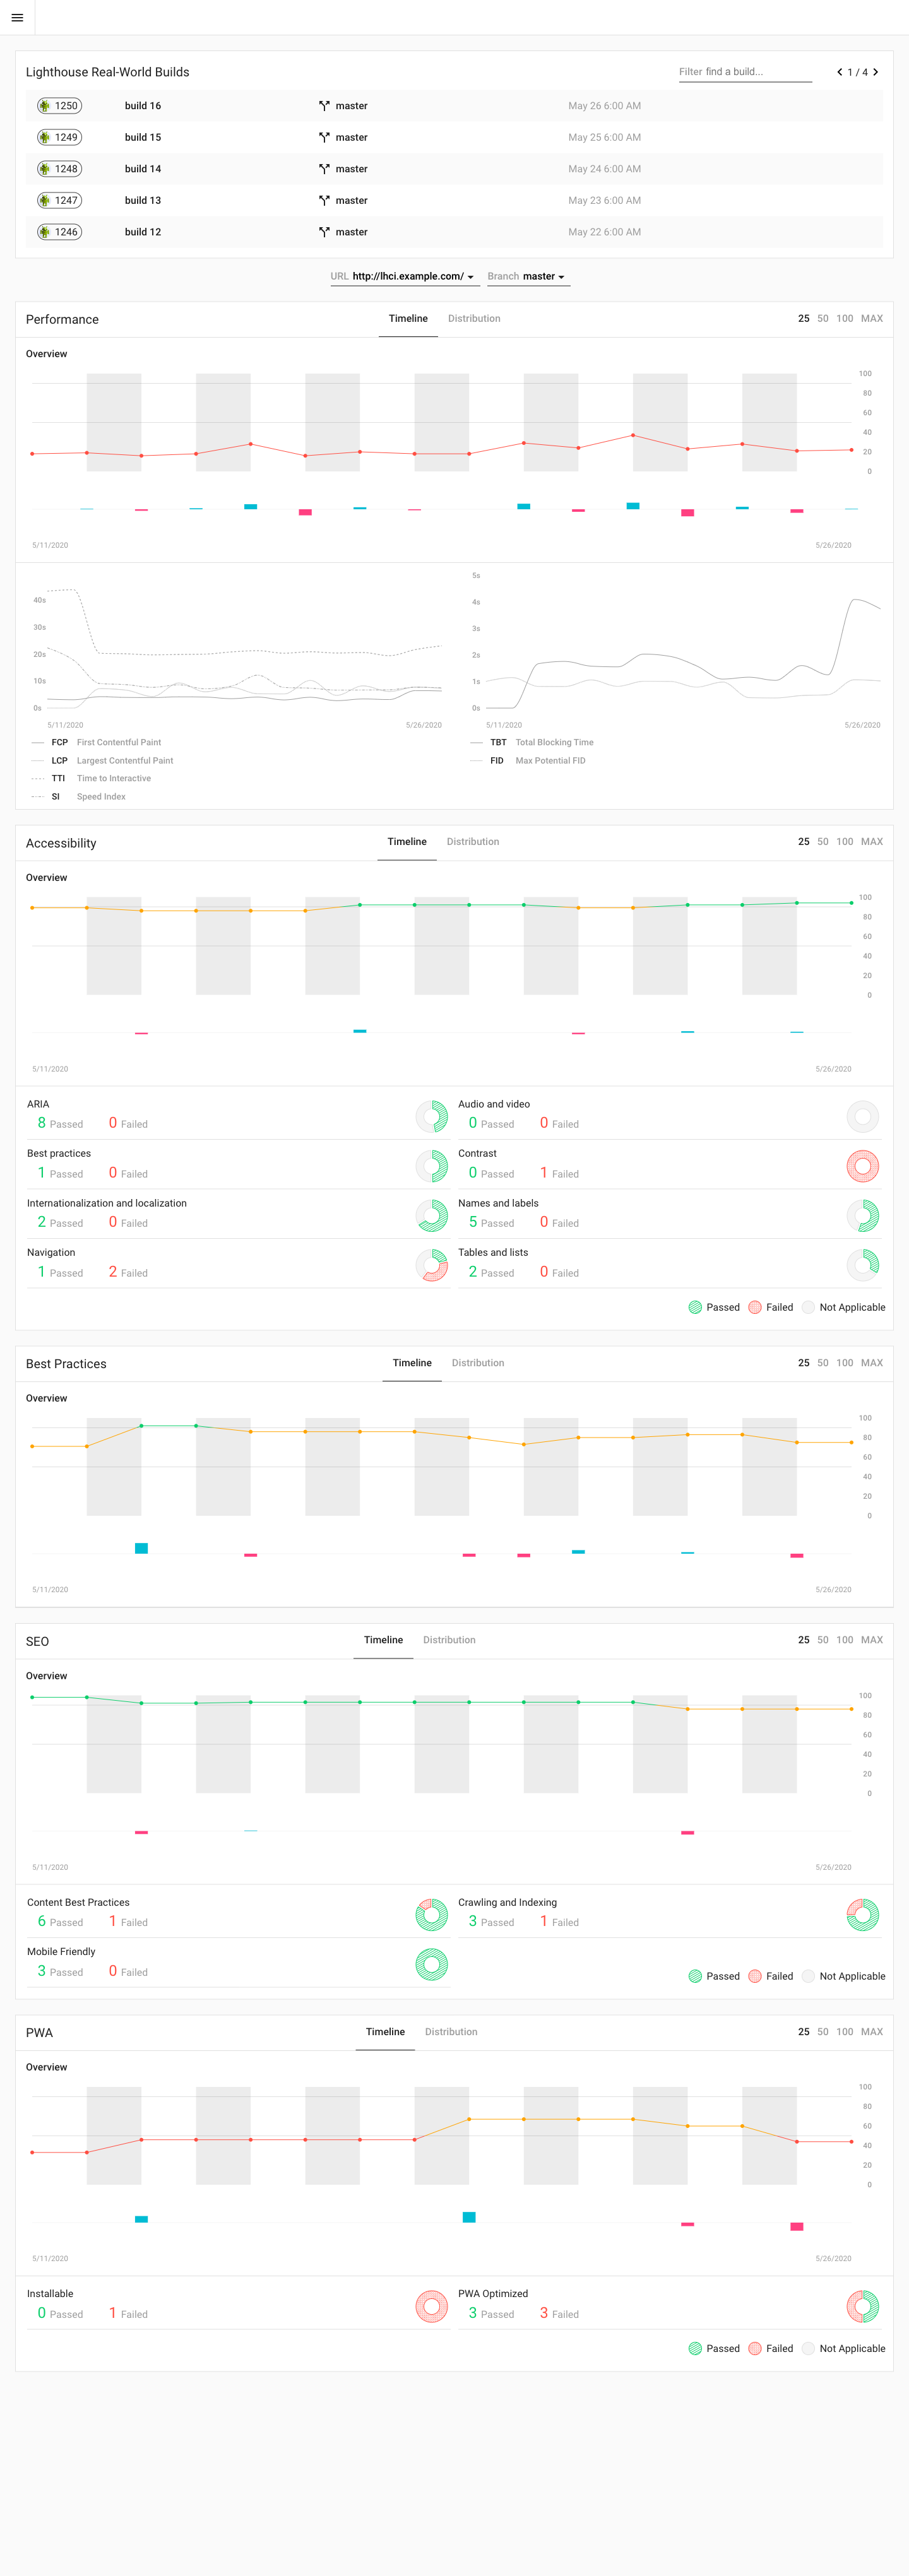 Lighthouse Real-World Builds
Filter find a build...
1 / 4
1250 build 16 master May 26 6:00 AM
1249 build 15 master May 25 6:00 AM
1248 build 14 master May 24 6:00 AM
1247 build 13 master May 23 6:00 AM
1246 build 12 master May 22 6:00 AM
URL http://lhci.example.com/ Branch master
Performance Timeline Distribution 25 50 100 MAX
Overview
100
80
60
40
20
0
5/11/2020 5/26/2020
40s
30s
20s
10s
0s
5/11/2020 5/26/2020
FCP First Contentful Paint
LCP Largest Contentful Paint
TTI Time to Interactive
SI Speed Index
5s
4s
3s
2s
1s
0s
5/11/2020 5/26/2020
TBT Total Blocking Time
FID Max Potential FID
Accessibility Timeline Distribution 25 50 100 MAX
Overview
100
80
60
40
20
0
5/11/2020 5/26/2020
ARIA
8 Passed 0 Failed
Audio and video
0 Passed 0 Failed
Best practices
1 Passed 0 Failed
Contrast
0 Passed 1 Failed
Internationalization and localization
2 Passed 0 Failed
Names and labels
5 Passed 0 Failed
Navigation
1 Passed 2 Failed
Tables and lists
2 Passed 0 Failed
Passed Failed Not Applicable
Best Practices Timeline Distribution 25 50 100 MAX
Overview
100
80
60
40
20
0
5/11/2020 5/26/2020
SEO Timeline Distribution 25 50 100 MAX
Overview
100
80
60
40
20
0
5/11/2020 5/26/2020
Content Best Practices
6 Passed 1 Failed
Crawling and Indexing
3 Passed 1 Failed
Mobile Friendly
3 Passed 0 Failed
Passed Failed Not Applicable
PWA Timeline Distribution 25 50 100 MAX
Overview
100
80
60
40
20
0
5/11/2020 5/26/2020
Installable
0 Passed 1 Failed
PWA Optimized
3 Passed 3 Failed
Passed Failed Not Applicable